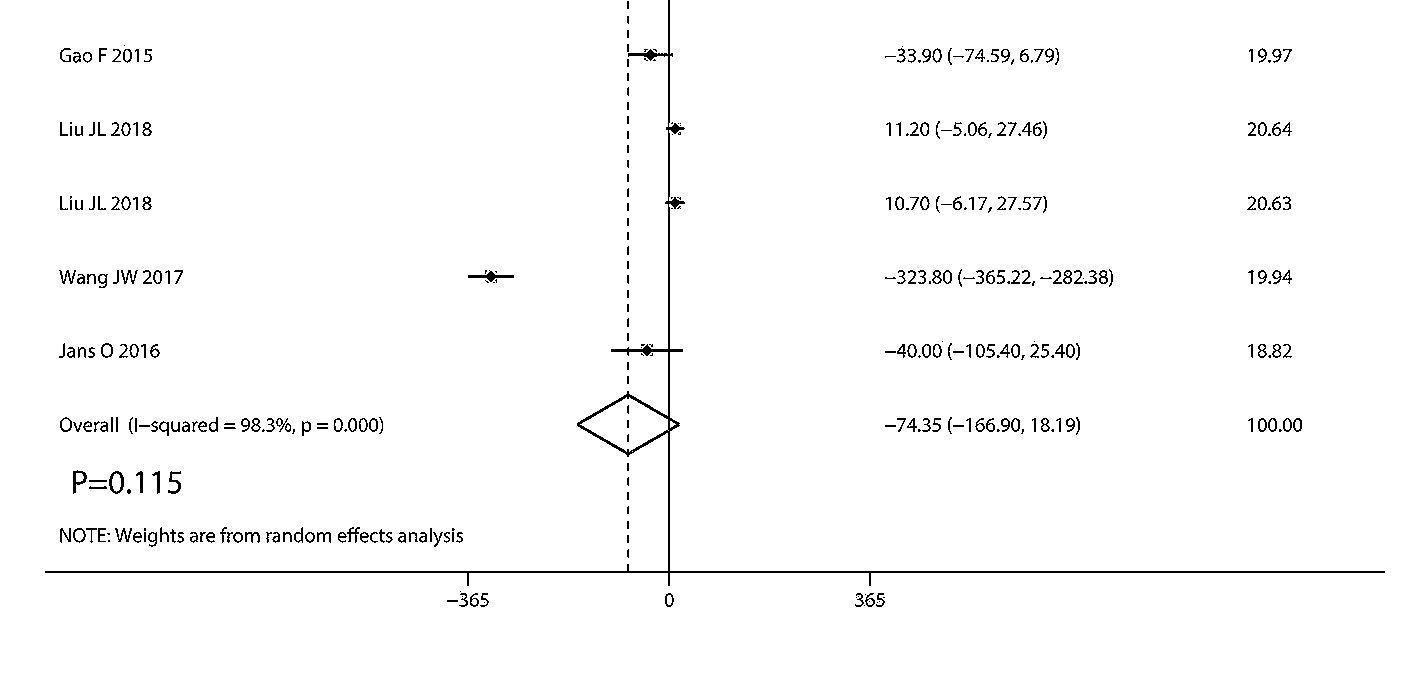 Gao F 2015 −33.90 (−74.59, 6.79) 19.97
Liu JL 2018 11.20 (−5.06, 27.46) 20.64
Liu JL 2018 10.70 (−6.17, 27.57) 20.63
Wang JW 2017 −323.80 (−365.22, −282.38) 19.94
Jans O 2016 −40.00 (−105.40, 25.40) 18.82
Overall (I−squared = 98.3%, p = 0.000) −74.35 (−166.90, 18.19) 100.00
P=0.115
NOTE: Weights are from random effects analysis
−365 0 365